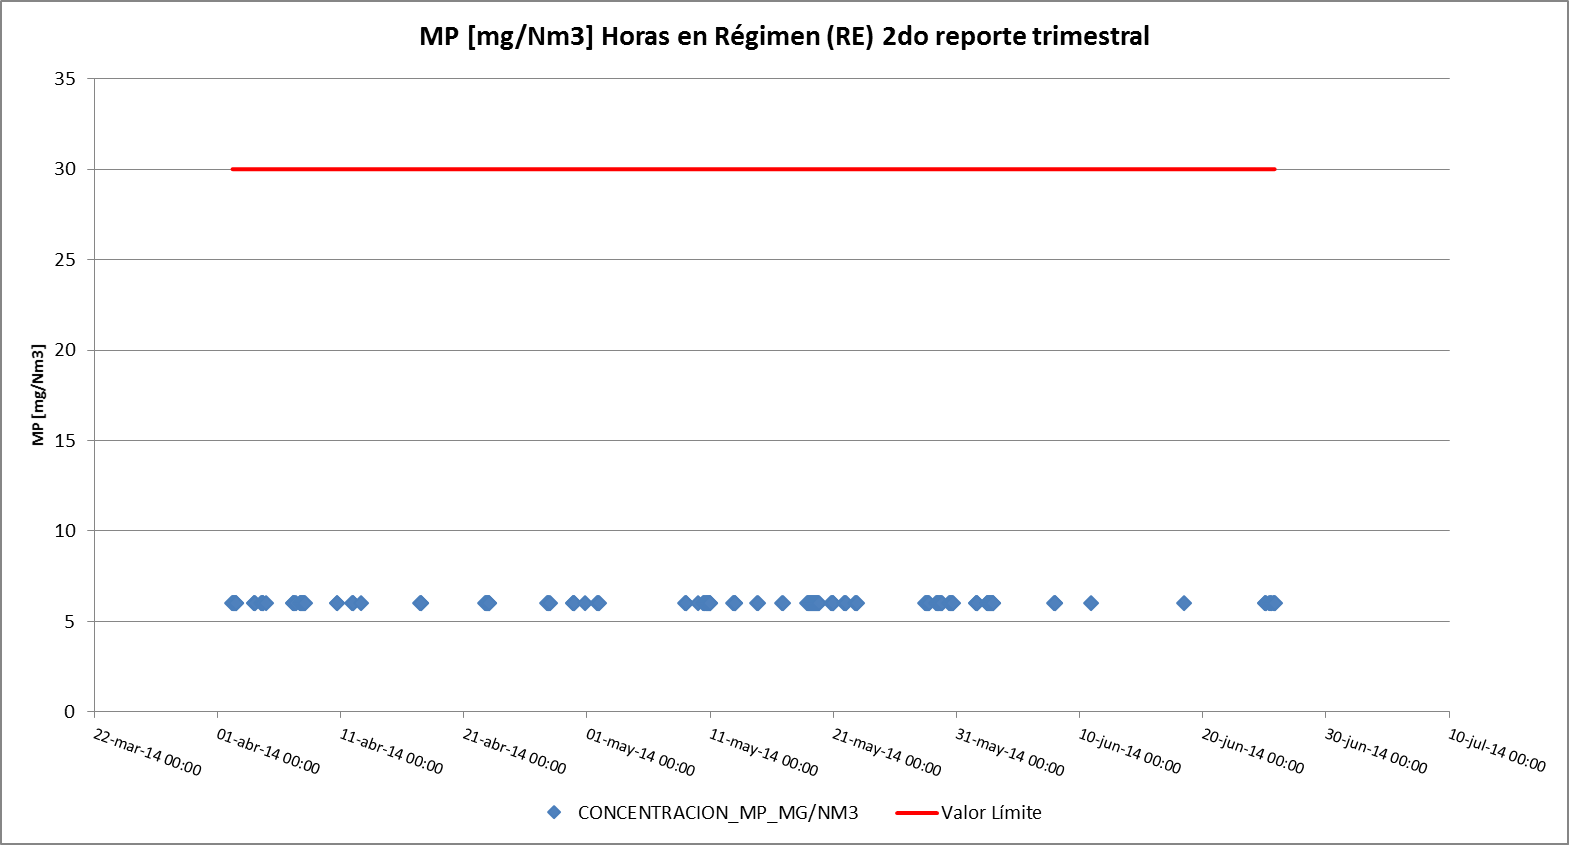 MP [mg/Nm3] Horas en Régimen (RE) 2do reporte trimestral
35
30
25
20
15
10
5
0
MP [mg/Nm3]
22-mar-14 00:00
01-abr-14 00:00
11-abr-14 00:00
21-abr-14 00:00
01-may-14 00:00
11-may-14 00:00
21-may-14 00:00
31-may-14 00:00
10-jun-14 00:00
20-jun-14 00:00
30-jun-14 00:00
10-jul-14 00:00
CONCENTRACION_MP_MG/NM3
Valor Límite